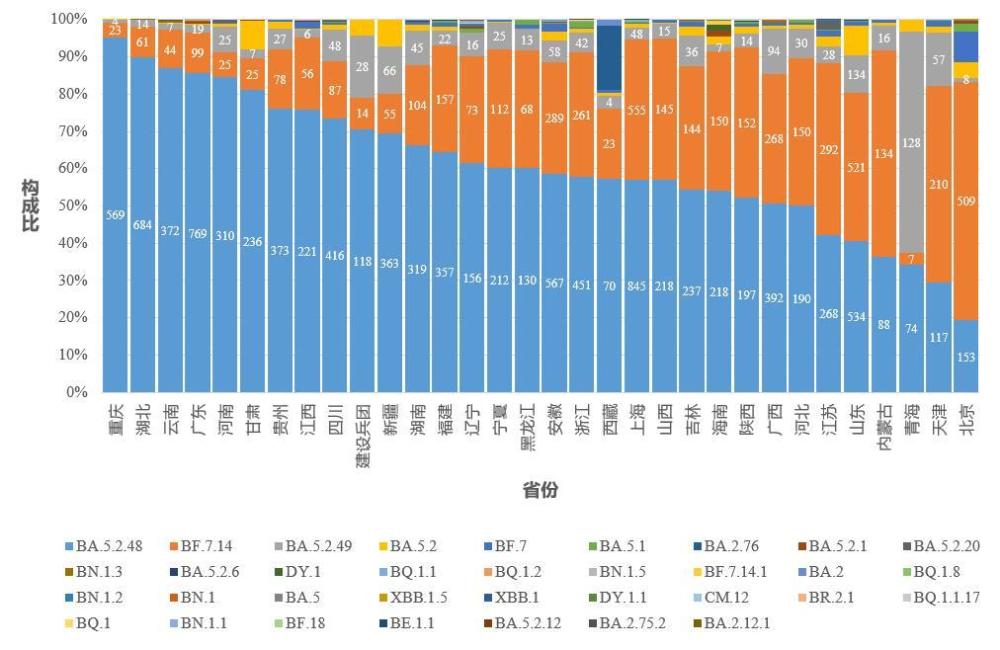 100%
90%
80%
70%
60%
50%
40%
30%
20%
10%
0%
构成比
4 14 7 19 25 7 27 6 48 28 66 45 22 16 25 13 58 42 4 48 15 36 7 14 94 30 28 134 16 128 57 8
23 61 44 99 25 25 78 56 87 14 55 104 157 73 112 68 289 261 23 555 145 144 150 152 268 150 292 521 134 7 210 509
569 684 372 769 310 236 373 221 416 118 363 319 357 156 212 130 567 451 70 845 218 237 218 197 392 190 268 534 88 74 117 153
重庆 湖北 云南 广东 河南 甘肃 贵州 江西 四川 建设兵团 新疆 湖南 福建 辽宁 宁夏 黑龙江 安徽 浙江 西藏 上海 山西 吉林 海南 陕西 广西 河北 江苏 山东 内蒙古 青海 天津 北京
省份
BA.5.2.48 BF.7.14 BA.5.2.49 BA.5.2 BF.7 BA.5.1 BA.2.76 BA.5.2.1 BA.5.2.20
BN.1.3 BA.5.2.6 DY.1 BQ.1.1 BQ.1.2 BN.1.5 BF.7.14.1 BA.2 BQ.1.8
BN.1.2 BN.1 BA.5 XBB.1.5 XBB.1 DY.1.1 CM.12 BR.2.1 BQ.1.1.17
BQ.1 BN.1.1 BF.18 BE.1.1 BA.5.2.12 BA.2.75.2 BA.2.12.1